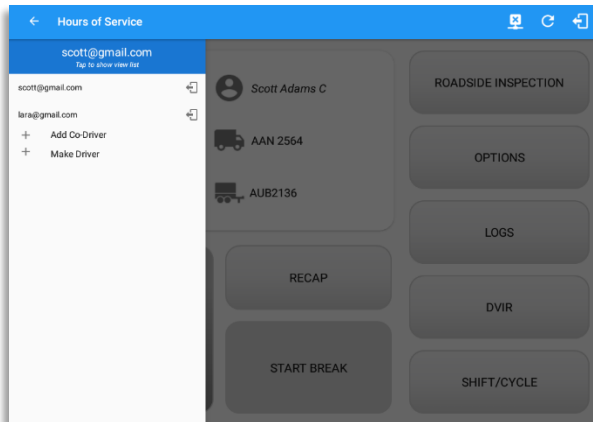 Hours of Service
scott@gmail.com
Tap to show view list
scott@gmail.com
lara@gmail.com
Add Co-Driver
Make Driver
Scott Adams C
AAN 2564
AUB2136
RECAP
START BREAK
ROADSIDE INSPECTION
OPTIONS
LOGS
DVIR
SHIFT/CYCLE